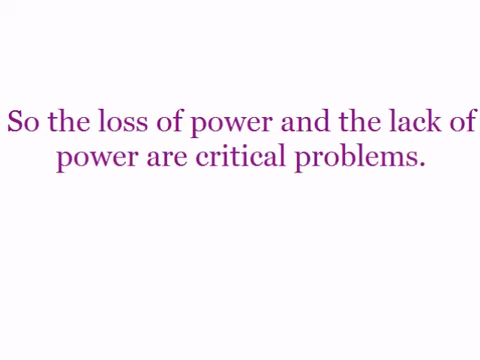 So the loss of power and the lack of
power are critical problems.